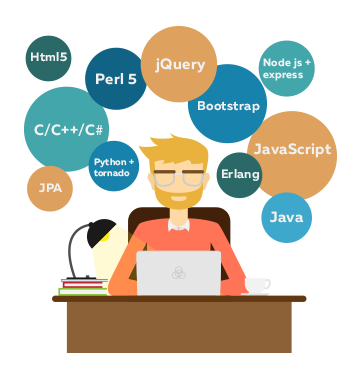 Html5
Perl 5
jQuery
Node js +
express
Bootstrap
C/C++/C#
JavaScript
Python +
tornado
Erlang
JPA
Java